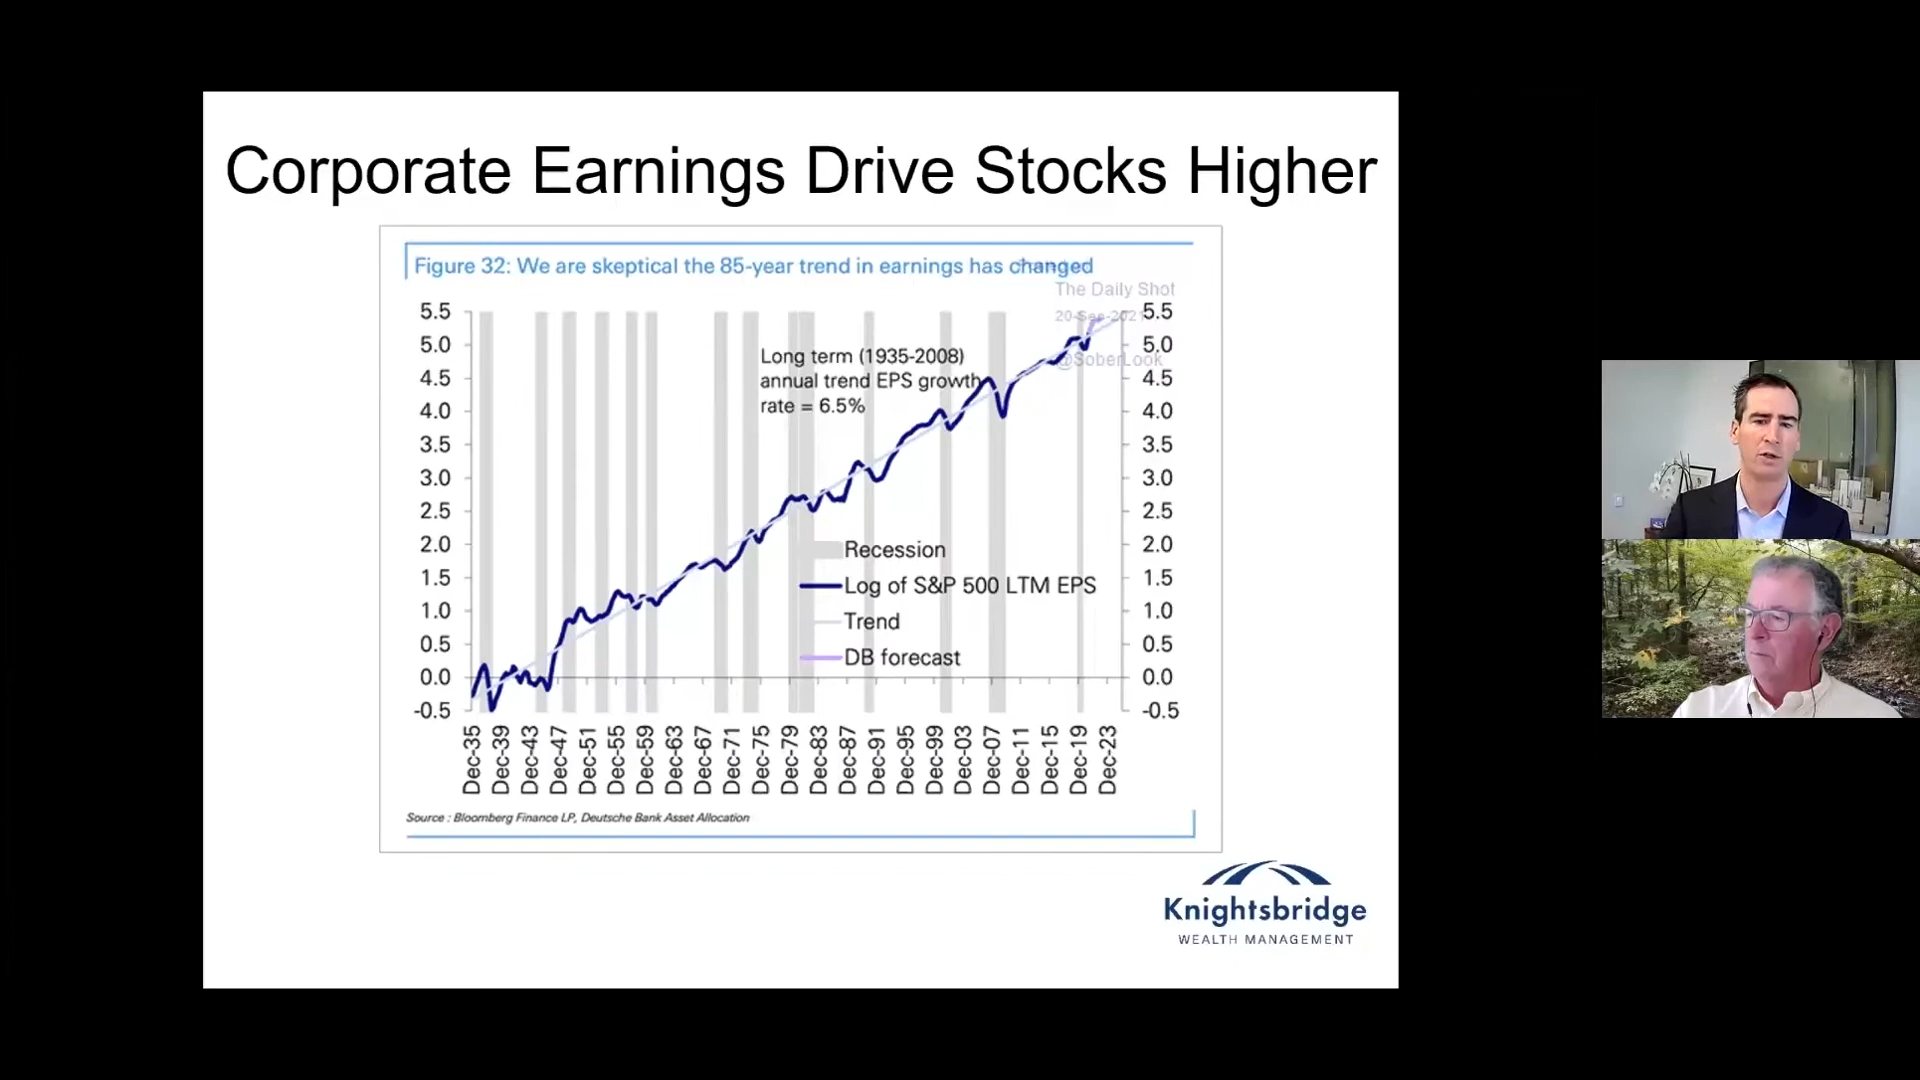 Corporate Earnings Drive Stocks Higher
Figure 32: We are skeptical the 85-year trend in earnings has changed
The Daily Shot
20-Sep-2021
@SoberLook
5.5
5.0
4.5
4.0
3.5
3.0
2.5
2.0
1.5
1.0
0.5
0.0
-0.5
Long term (1935-2008)
annual trend EPS growth
rate = 6.5%
Recession
Log of S&P 500 LTM EPS
Trend
DB forecast
5.5
5.0
4.5
4.0
3.5
3.0
2.5
2.0
1.5
1.0
0.5
0.0
-0.5
Dec-35
Dec-39
Dec-43
Dec-47
Dec-51
Dec-55
Dec-59
Dec-63
Dec-67
Dec-71
Dec-75
Dec-79
Dec-83
Dec-87
Dec-91
Dec-95
Dec-99
Dec-03
Dec-07
Dec-11
Dec-15
Dec-19
Dec-23
Source : Bloomberg Finance LP, Deutsche Bank Asset Allocation
Knightsbridge
WEALTH MANAGEMENT